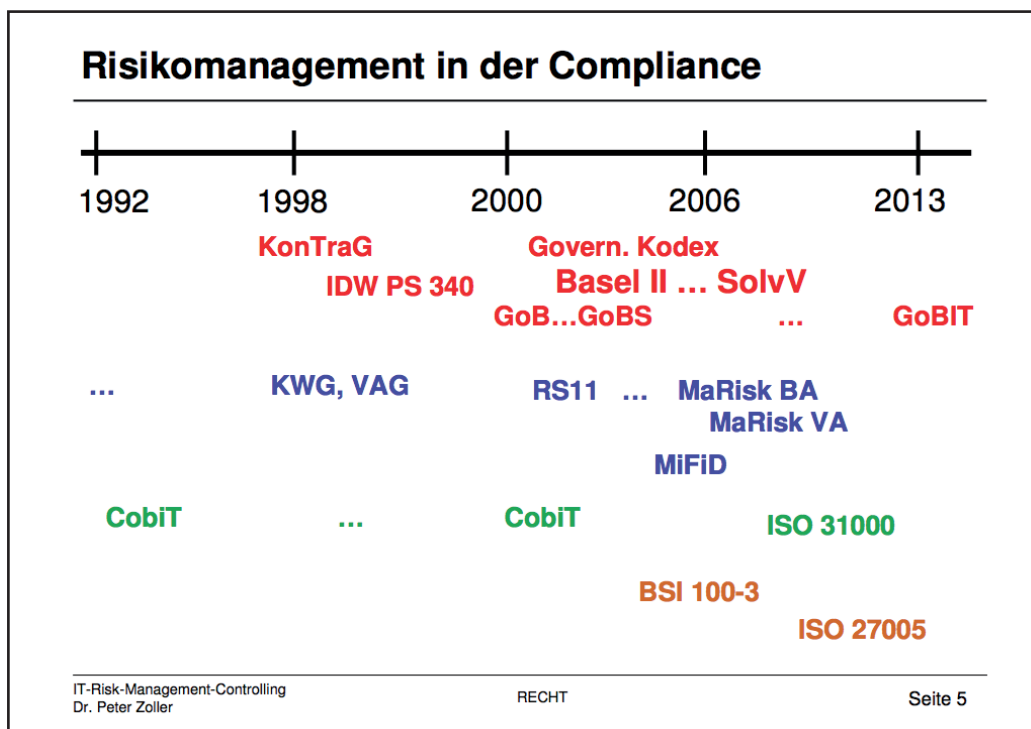 Risikomanagement in der Compliance
1992 1998 2000 2006 2013
KonTraG Govern. Kodex
IDW PS 340 Basel II ... SolvV
GoB...GoBS ... GoBIT
... KWG, VAG RS11 ... MaRisk BA
MaRisk VA
MiFiD
CobiT ... CobiT ISO 31000
BSI 100-3
ISO 27005
IT-Risk-Management-Controlling
Dr. Peter Zoller RECHT Seite 5